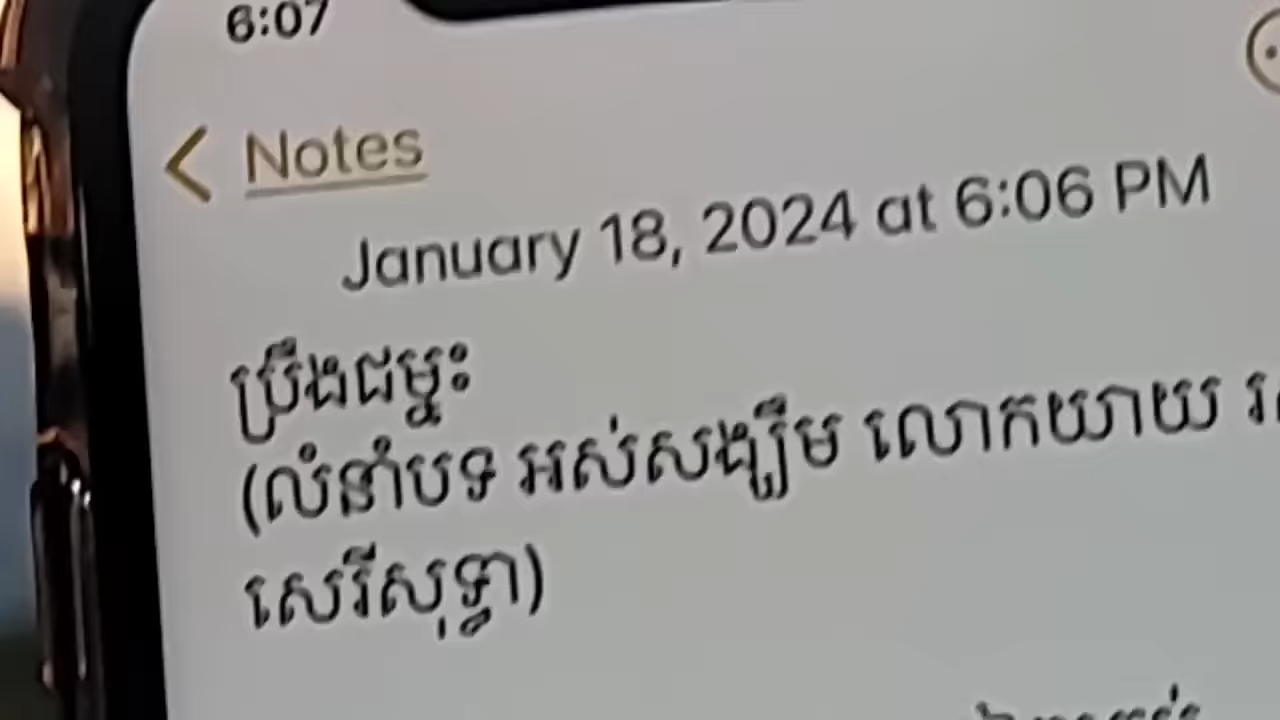 6:07
Notes
January 18, 2024 at 6:06 PM
ប្រឹងជម្នះ
(លំនាំបទ អស់សង្ឃឹម លោកយាយ
សេរីសុទ្ធា)